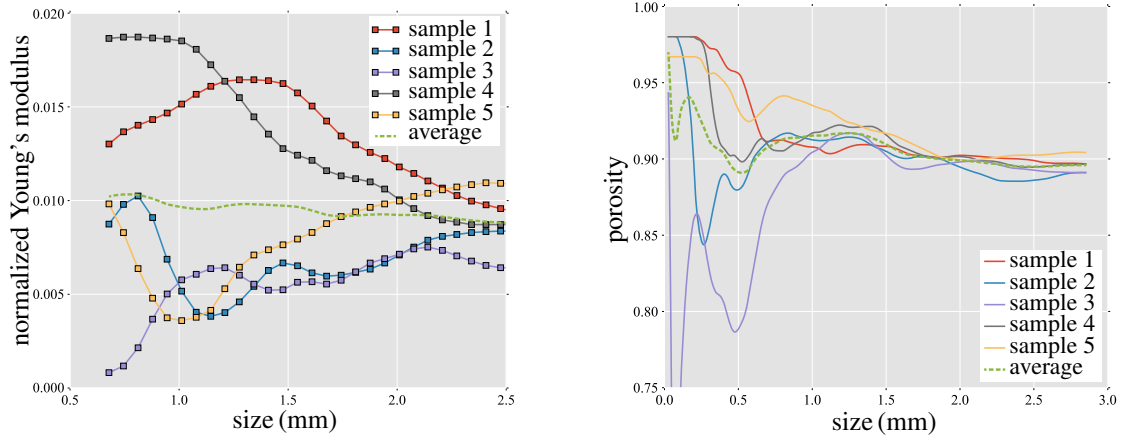 normalized Young's modulus
0.020
0.015
0.010
0.005
0.000
0.5
1.0
1.5
2.0
2.5
size (mm)
sample 1
sample 2
sample 3
sample 4
sample 5
average
porosity
1.00
0.95
0.90
0.85
0.80
0.75
0.0
0.5
1.0
1.5
2.0
2.5
3.0
size (mm)
sample 1
sample 2
sample 3
sample 4
sample 5
average